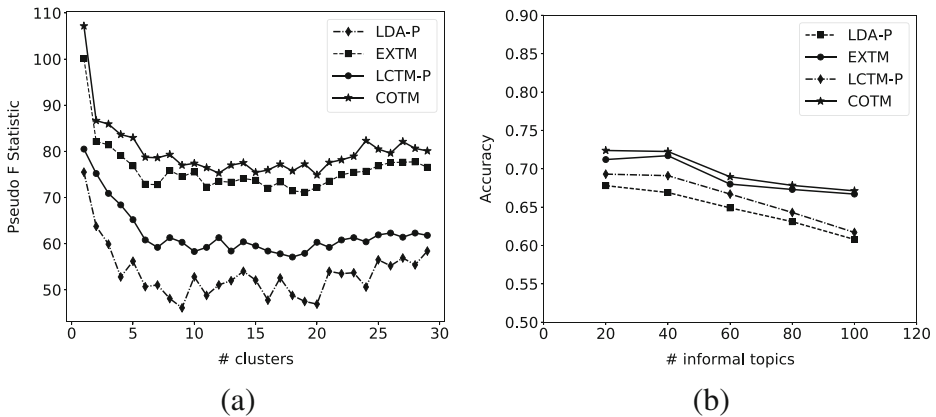 110
100
90
80
70
60
50
Pseudo F Statistic
0
5
10
15
20
25
30
# clusters
LDA-P
EXTM
LCTM-P
COTM
(a)
0.90
0.85
0.80
0.75
0.70
0.65
0.60
0.55
0.50
Accuracy
0
20
40
60
80
100
120
# informal topics
LDA-P
EXTM
LCTM-P
COTM
(b)